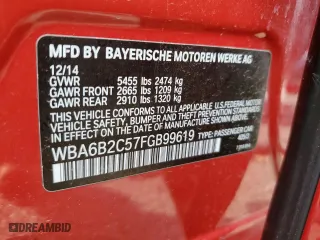 MFD BY BAYERISCHE MOTOREN WERKE AG
12/14
GVWR 5455 lbs 2474 kg
GAWR FRONT 2665 lbs 1209 kg
GAWR REAR 2910 lbs 1320 kg
THIS VEHICLE CONFORMS TO ALL APPLICABLE
FEDERAL MOTOR VEHICLE SAFETY, BUMPER
AND THEFT PREVENTION STANDARDS IN EFFECT
ON THE DATE OF MANUFACTURE SHOWN ABOVE
WBA6B2C57FGB99619 TYPE: PASSENGER CAR
DREAMBID.COM